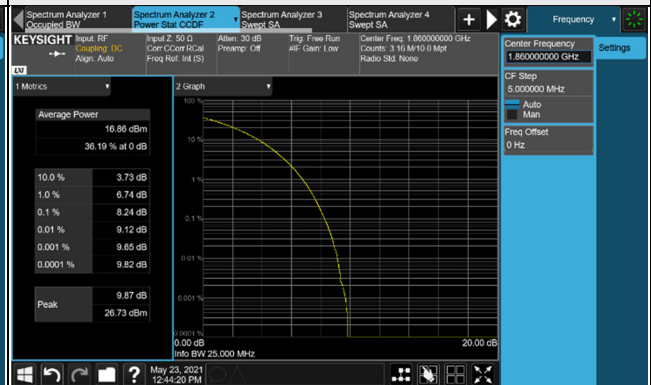 Spectrum Analyzer 1
Occupied BW
Spectrum Analyzer 2
Power Stat CCDF
Spectrum Analyzer 3
Swept SA
Spectrum Analyzer 4
Swept SA
Frequency
KEYSIGHT
Input: RF
Coupling: DC
Align: Auto
Input Z: 50 Ω
Corr CCorr RCal
Freq Ref: Int (S)
Atten: 30 dB
Preamp: Off
Trig: Free Run
#IF Gain: Low
Center Freq: 1.860000000 GHz
Counts: 3.16 M/10.0 Mpt
Radio Std: None
LXI
Center Frequency
1.860000000 GHz
Settings
CF Step
5.000000 MHz
Auto
Man
Freq Offset
0 Hz
1 Metrics
2 Graph
Average Power
16.86 dBm
36.19 % at 0 dB
10.0 % 3.73 dB
1.0 % 6.74 dB
0.1 % 8.24 dB
0.01 % 9.12 dB
0.001 % 9.65 dB
0.0001 % 9.82 dB
Peak
9.87 dB
26.73 dBm
100 %
10 %
1 %
0.1 %
0.01 %
0.001 %
0.0001 %
0.00 dB
20.00 dB
Info BW 25.000 MHz
?
May 23, 2021
12:44:20 PM